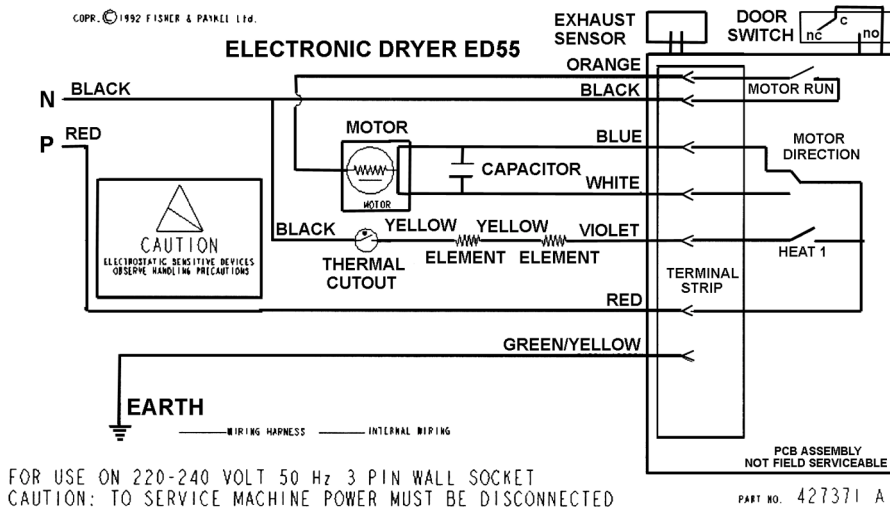 COPR. ©1992 FISHER & PAYKEL Ltd.
EXHAUST
SENSOR
DOOR
SWITCH
nc
c
no
ELECTRONIC DRYER ED55
ORANGE
MOTOR RUN
N
BLACK
BLACK
P
RED
MOTOR
BLUE
MOTOR
DIRECTION
CAPACITOR
WHITE
MOTOR
CAUTION
ELECTROSTATIC SENSITIVE DEVICES
OBSERVE HANDLING PRECAUTIONS
BLACK
YELLOW
YELLOW
VIOLET
HEAT 1
THERMAL
CUTOUT
ELEMENT
ELEMENT
TERMINAL
STRIP
RED
GREEN/YELLOW
EARTH
WIRING HARNESS
INTERNAL WIRING
PCB ASSEMBLY
NOT FIELD SERVICEABLE
FOR USE ON 220-240 VOLT 50 Hz 3 PIN WALL SOCKET
CAUTION: TO SERVICE MACHINE POWER MUST BE DISCONNECTED
PART NO. 427371 A